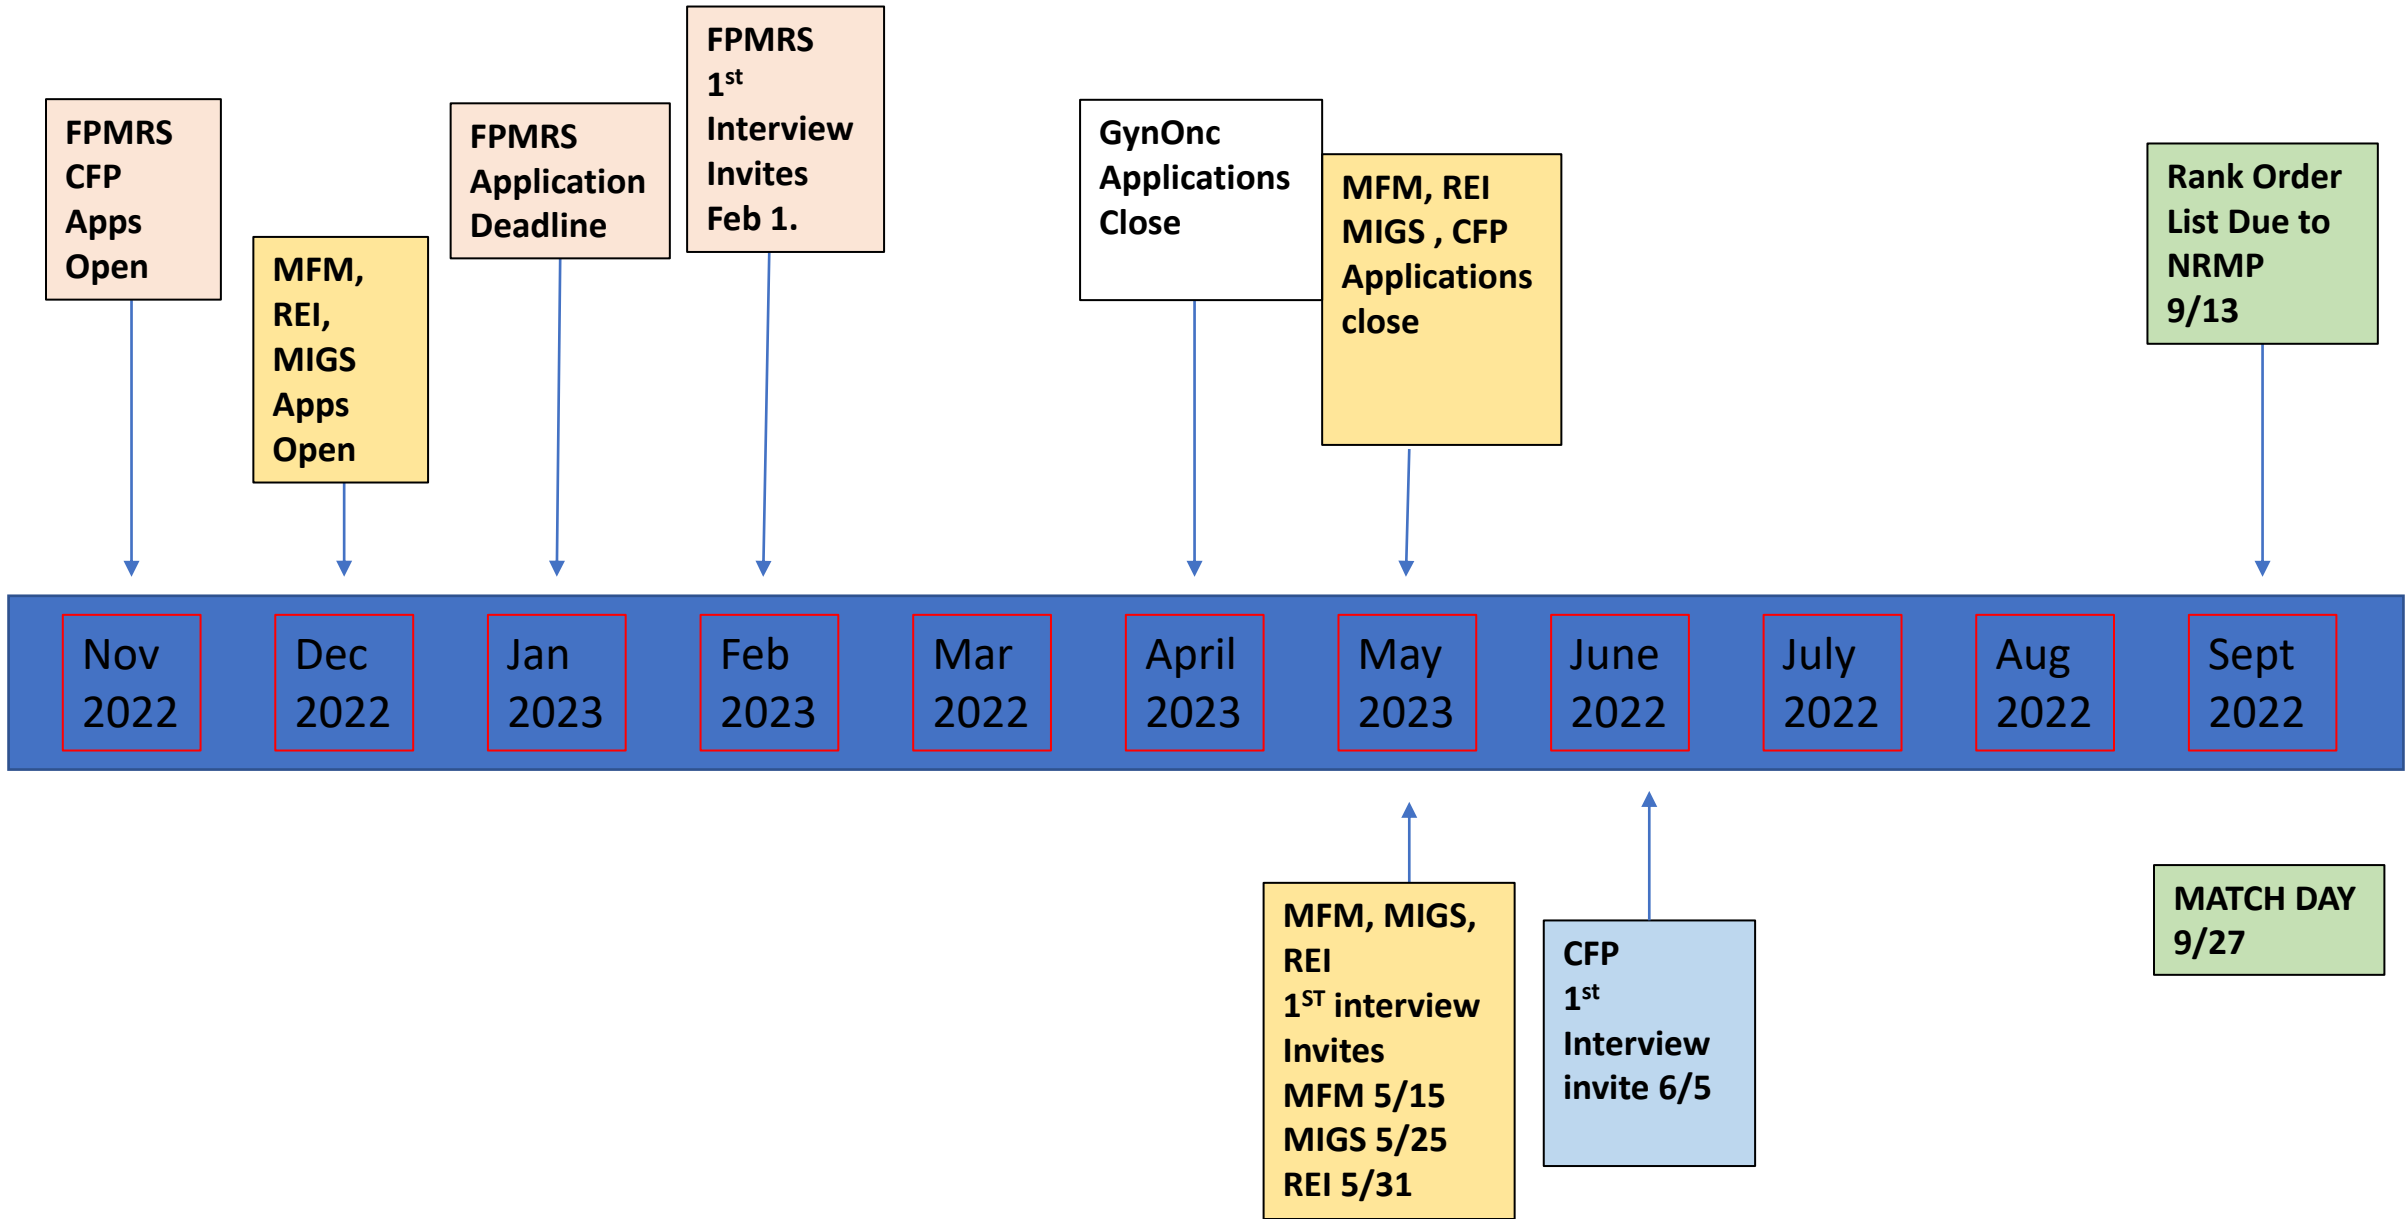 FPMRS
CFP
Apps
Open
MFM,
REI,
MIGS
Apps
Open
FPMRS
Application
Deadline
FPMRS
1st
Interview
Invites
Feb 1.
GynOnc
Applications
Close
MFM, REI
MIGS , CFP
Applications
close
Rank Order
List Due to
NRMP
9/13
Nov
2022
Dec
2022
Jan
2023
Feb
2023
Mar
2022
April
2023
May
2023
June
2022
July
2022
Aug
2022
Sept
2022
MFM, MIGS,
REI
1ST interview
Invites
MFM 5/15
MIGS 5/25
REI 5/31
CFP
1st
Interview
invite 6/5
MATCH DAY
9/27